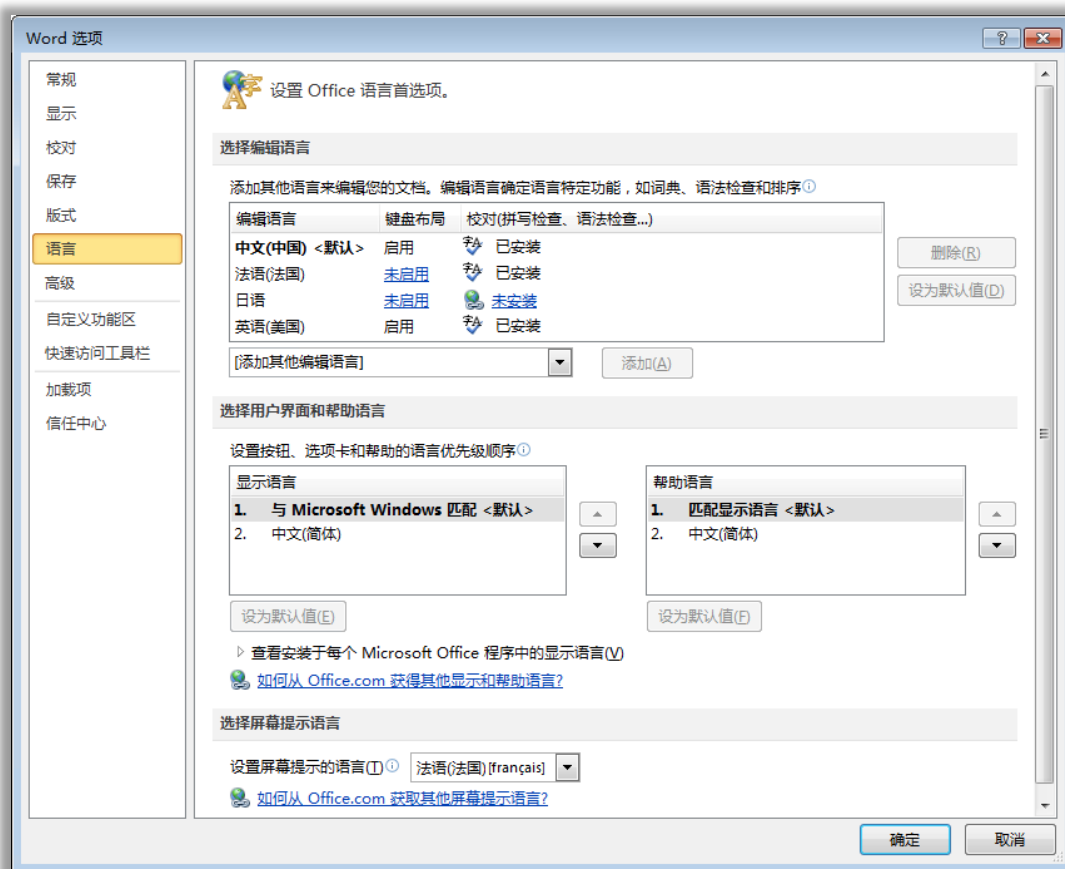 Word 选项
常规
显示
校对
保存
版式
语言
高级
自定义功能区
快速访问工具栏
加载项
信任中心
设置 Office 语言首选项。
选择编辑语言
添加其他语言来编辑您的文档。编辑语言确定语言特定功能，如词典、语法检查和排序
编辑语言 键盘布局 校对(拼写检查、语法检查...)
中文(中国) <默认> 启用 已安装
法语(法国) 未启用 已安装
日语 未启用 未安装
英语(美国) 启用 已安装
删除(R)
设为默认值(D)
[添加其他编辑语言] 添加(A)
选择用户界面和帮助语言
设置按钮、选项卡和帮助的语言优先级顺序
显示语言
1. 与 Microsoft Windows 匹配 <默认>
2. 中文(简体)
设为默认值(E)
帮助语言
1. 匹配显示语言 <默认>
2. 中文(简体)
设为默认值(F)
查看安装于每个 Microsoft Office 程序中的显示语言(V)
如何从 Office.com 获得其他显示和帮助语言?
选择屏幕提示语言
设置屏幕提示的语言(T) 法语(法国)[français]
如何从 Office.com 获取其他屏幕提示语言?
确定 取消